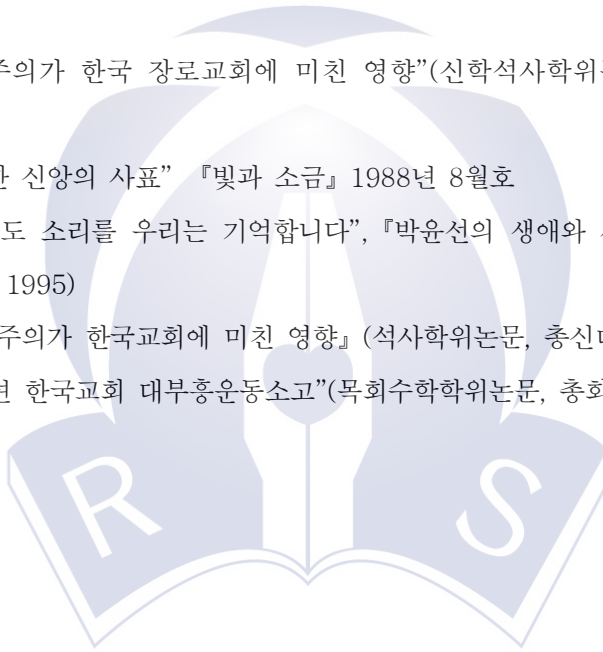 주의가 한국 장로교회에 미친 영향”(신학석사학위
한 신앙의 사표” 『빛과 소금』1988년 8월호
도 소리를 우리는 기억합니다”, 『박윤선의 생애와
1995)
주의가 한국교회에 미친 영향』(석사학위논문, 총신
한국교회 대부흥운동소고”(목회수학학위논문, 총회
R S